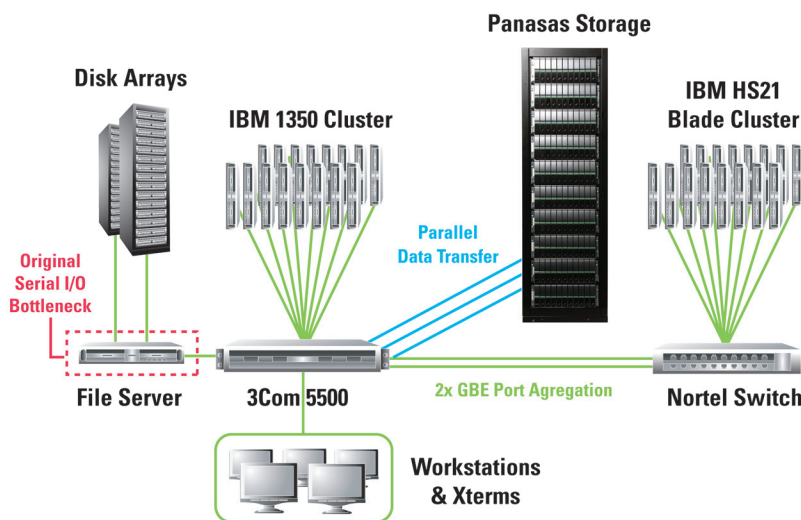 Panasas Storage
Disk Arrays
IBM 1350 Cluster
IBM HS21
Blade Cluster
Original
Serial I/O
Bottleneck
Parallel
Data Transfer
File Server
3Com 5500
2x GBE Port Agregation
Nortel Switch
Workstations
& Xterms